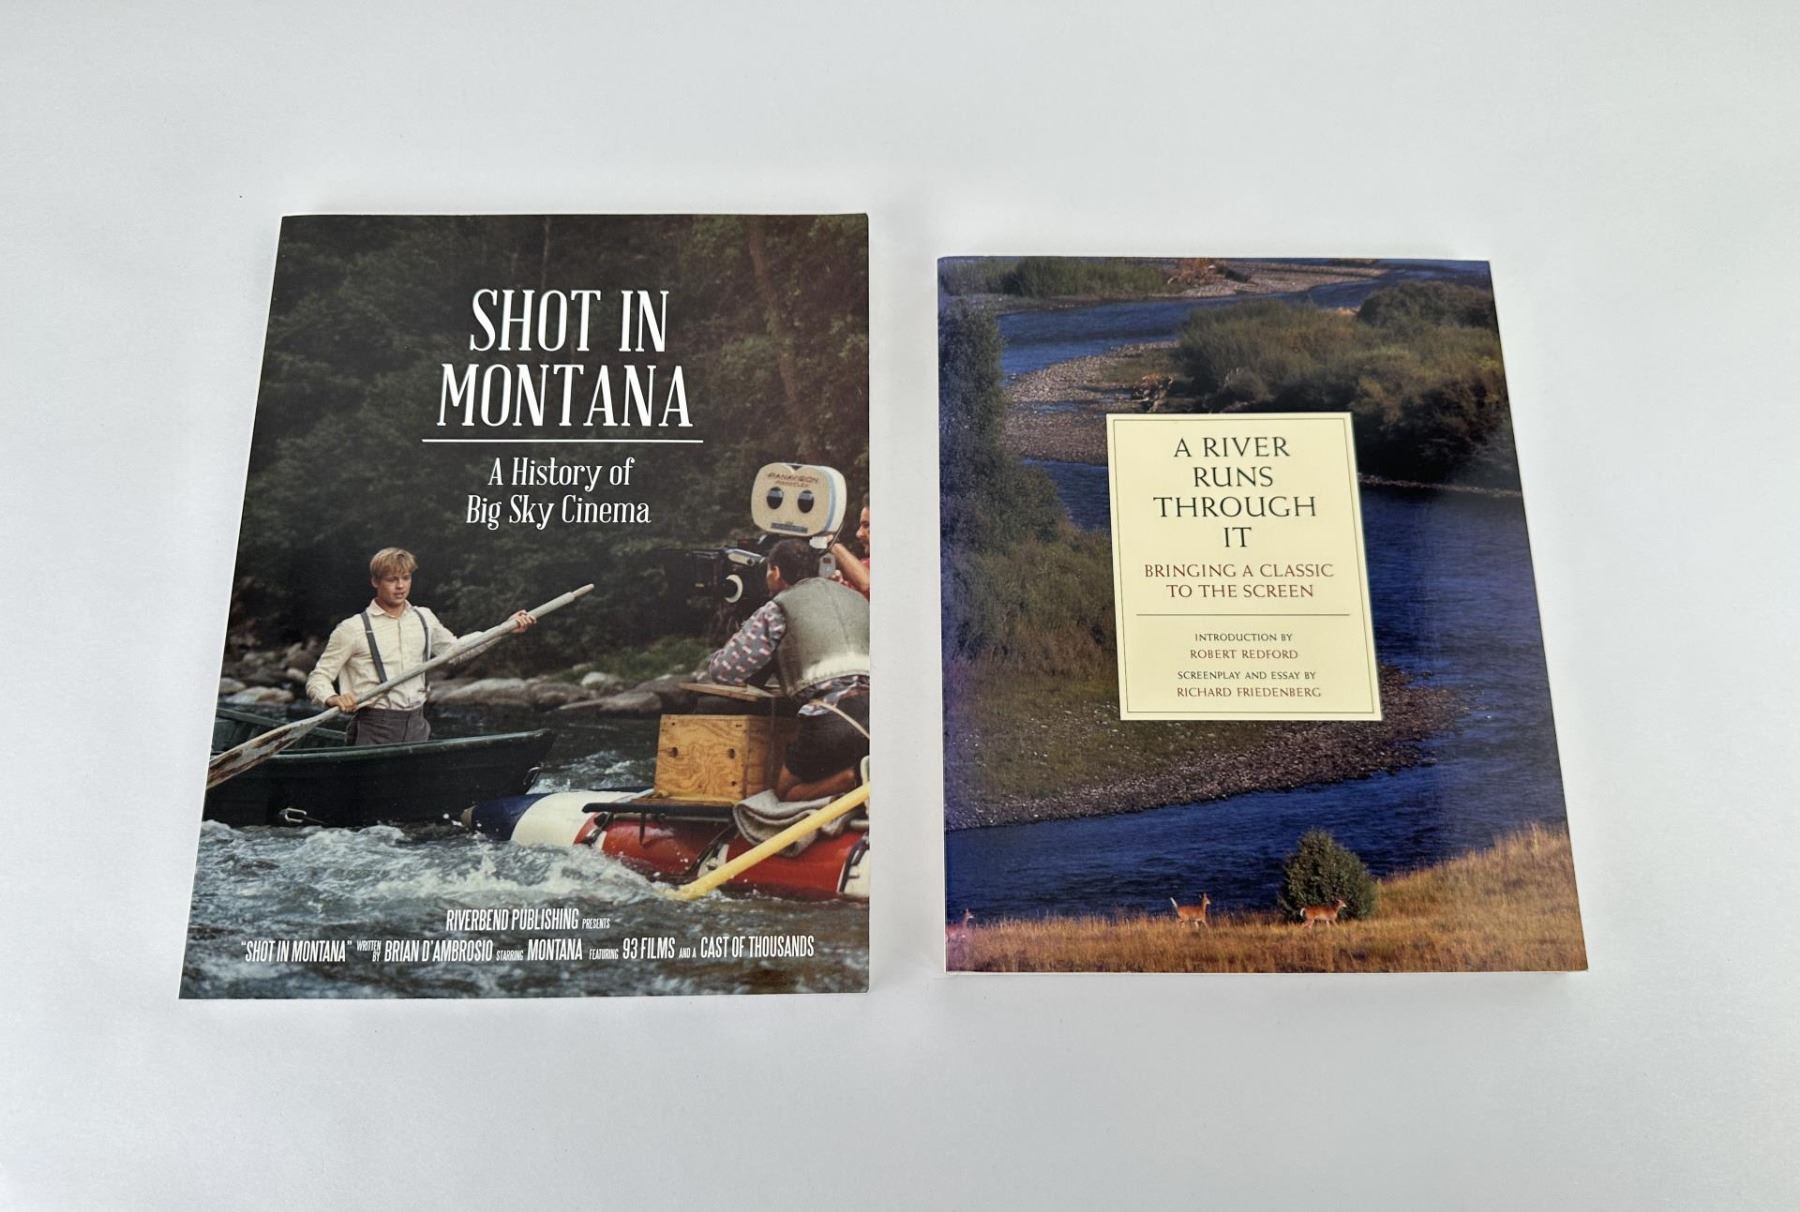 SHOT IN
MONTANA
A History of
Big Sky Cinema
PANAVISION
RIVERBEND PUBLISHING PRESENTS
"SHOT IN MONTANA" WRITTEN BY BRIAN D'AMBROSIO STARRING MONTANA FEATURING 93 FILMS AND A CAST OF THOUSANDS
A RIVER
RUNS
THROUGH
IT
BRINGING A CLASSIC
TO THE SCREEN
INTRODUCTION BY
ROBERT REDFORD
SCREENPLAY AND ESSAY BY
RICHARD FRIEDENBERG